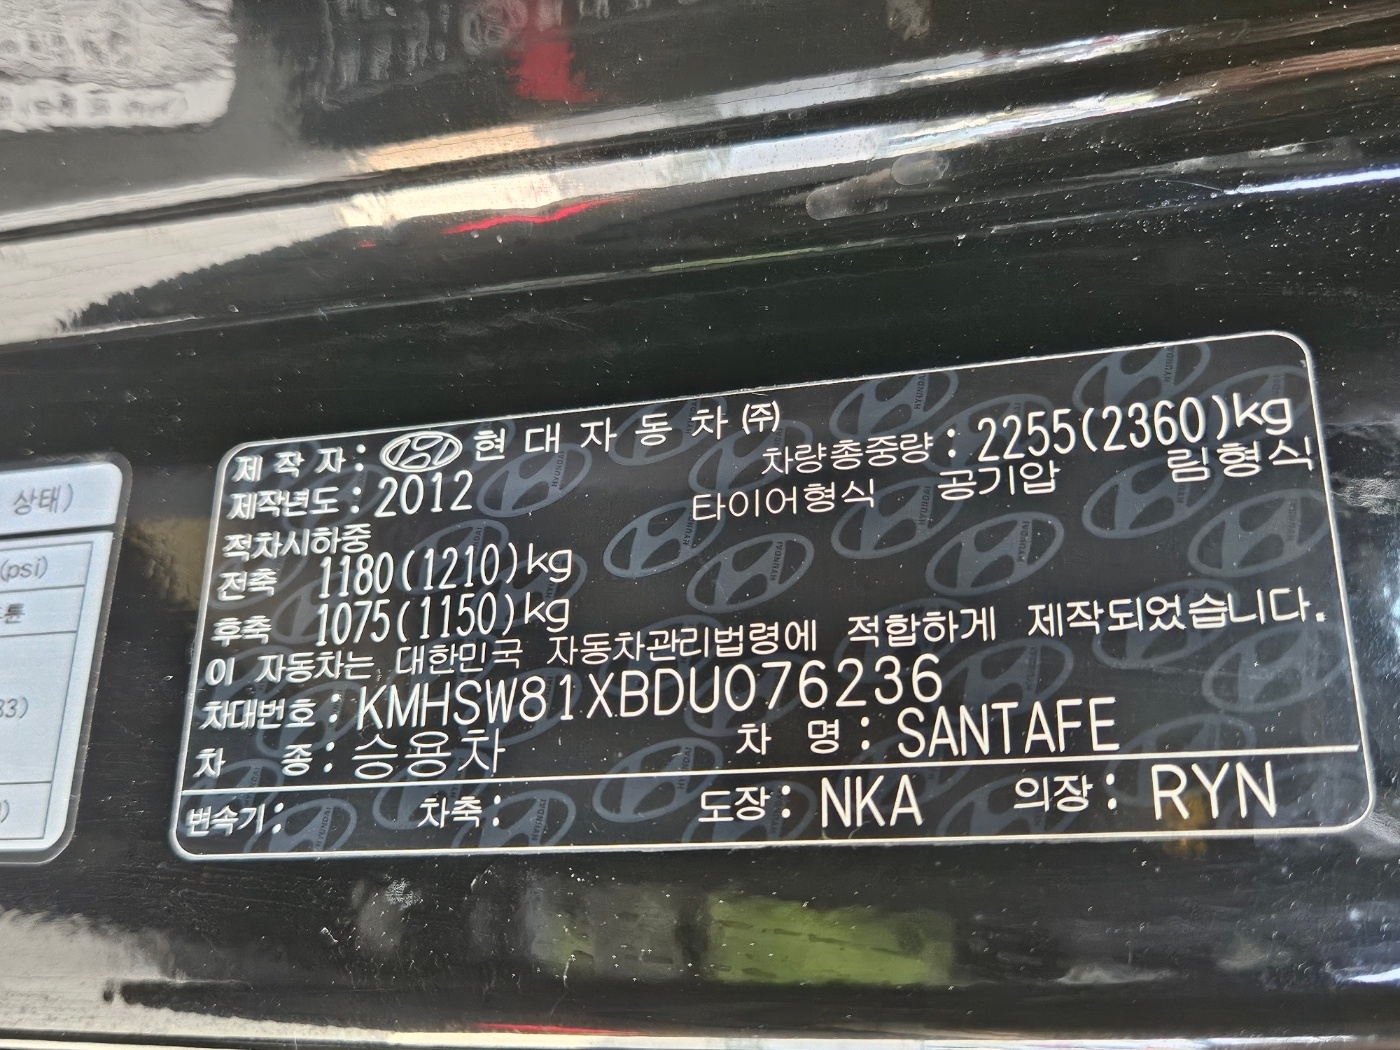 상태)
(psi)
제 작 자 : 현 대 자 동 차 ㈜
제작년도 : 2012
차량총중량 : 2255(2360)kg
타이어형식 공기압 림형식
적차시하중
전축 1180(1210)kg
후축 1075(1150)kg
이 자동차는 대한민국 자동차관리법령에 적합하게 제작되었습니다.
차대번호 : KMHSW81XBDU076236
차 종 : 승용차 차 명 : SANTAFE
변속기 : 차축 : 도장 : NKA 의장 : RYN